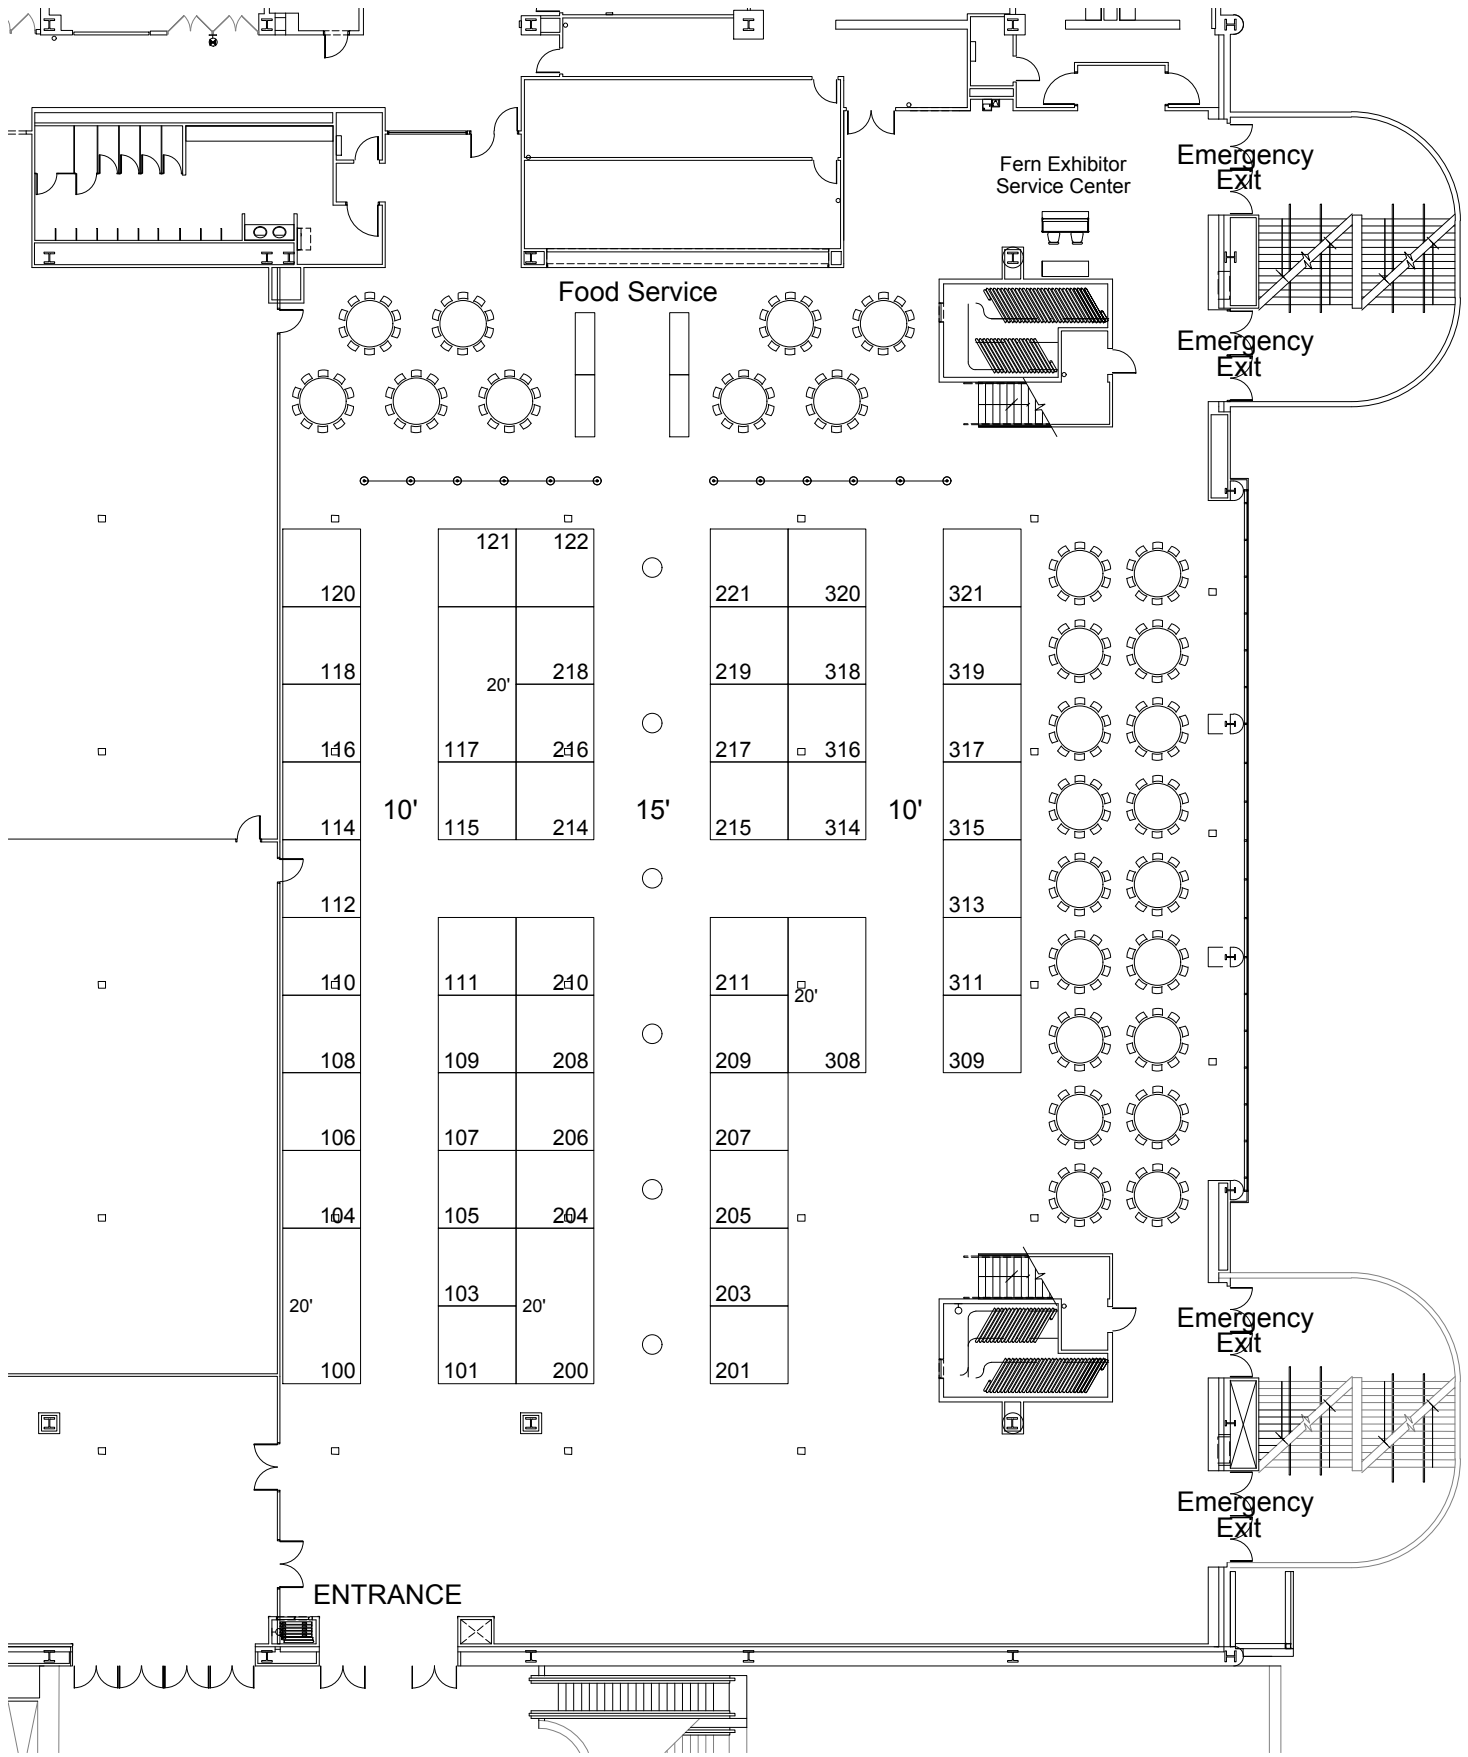 Emergency
Exit
Fern Exhibitor
Service Center
Food Service
Emergency
Exit
121 122
120 221 320 321
118 218 219 318 319
20'
116 117 216 217 316 317
10' 15' 10'
114 115 214 215 314 315
112 313
110 111 210 211 311
20'
108 109 208 209 308 309
106 107 206 207
104 105 204 205
103 203
20' 20'
Emergency
Exit
100 101 200 201
Emergency
Exit
ENTRANCE